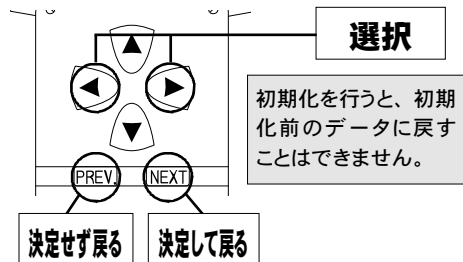 選択
初期化を行うと、初期
化前のデータに戻す
ことはできません。
PREV.
NEXT
決定せず戻る
決定して戻る